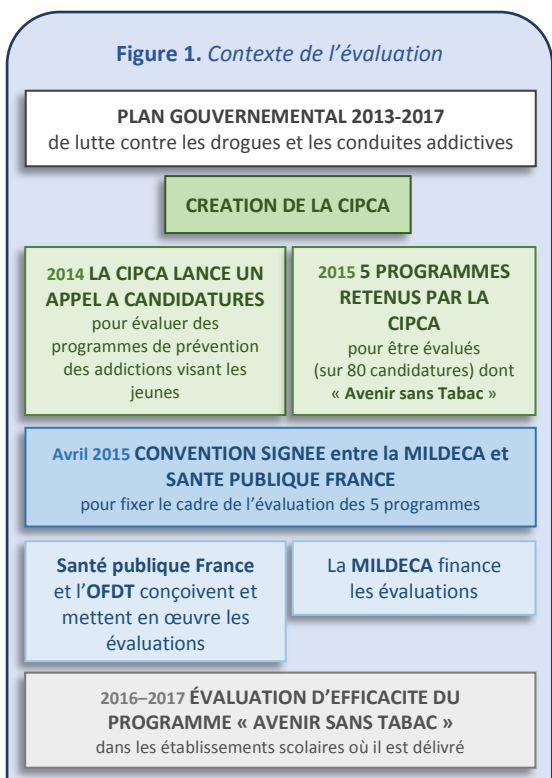 Figure 1. Contexte de l'évaluation
PLAN GOUVERNEMENTAL 2013-2017
de lutte contre les drogues et les conduites addictives
CREATION DE LA CIPCA
2014 LA CIPCA LANCE UN
APPEL A CANDIDATURES
pour évaluer des
programmes de prévention
des addictions visant les
jeunes
2015 5 PROGRAMMES
RETENUS PAR LA
CIPCA
pour être évalués
(sur 80 candidatures) dont
« Avenir sans Tabac »
Avril 2015 CONVENTION SIGNEE entre la MILDECA et
SANTE PUBLIQUE FRANCE
pour fixer le cadre de l'évaluation des 5 programmes
Santé publique France
et l'OFDT conçoivent et
mettent en œuvre les
évaluations
La MILDECA finance
les évaluations
2016–2017 ÉVALUATION D'EFFICACITE DU
PROGRAMME « AVENIR SANS TABAC »
dans les établissements scolaires où il est délivré